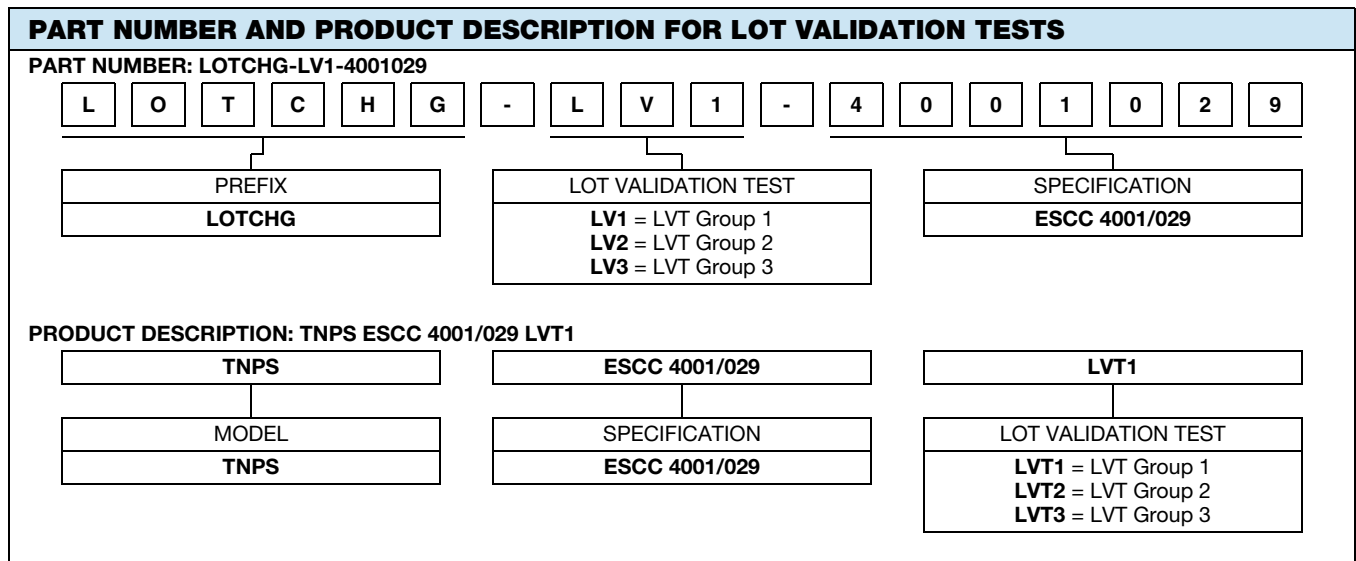 PART NUMBER AND PRODUCT DESCRIPTION FOR LOT VALIDATION TESTS
PART NUMBER: LOTCHG-LV1-4001029
L O T C H G - L V 1 - 4 0 0 1 0 2 9
PREFIX
LOTCHG
LOT VALIDATION TEST
LV1 = LVT Group 1
LV2 = LVT Group 2
LV3 = LVT Group 3
SPECIFICATION
ESCC 4001/029
PRODUCT DESCRIPTION: TNPS ESCC 4001/029 LVT1
TNPS
ESCC 4001/029
LVT1
MODEL
TNPS
SPECIFICATION
ESCC 4001/029
LOT VALIDATION TEST
LVT1 = LVT Group 1
LVT2 = LVT Group 2
LVT3 = LVT Group 3